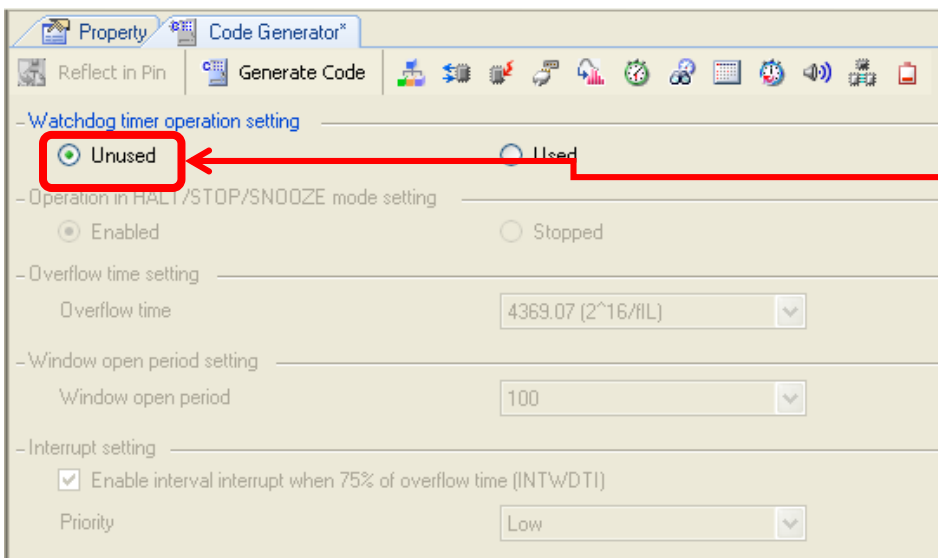 Property Code Generator*
Reflect in Pin Generate Code
Watchdog timer operation setting
Unused Used
Operation in HALT/STOP/SNOOZE mode setting
Enabled Stopped
Overflow time setting
Overflow time 4369.07 (2^16/fIL)
Window open period setting
Window open period 100
Interrupt setting
Enable interval interrupt when 75% of overflow time (INTWDTI)
Priority Low